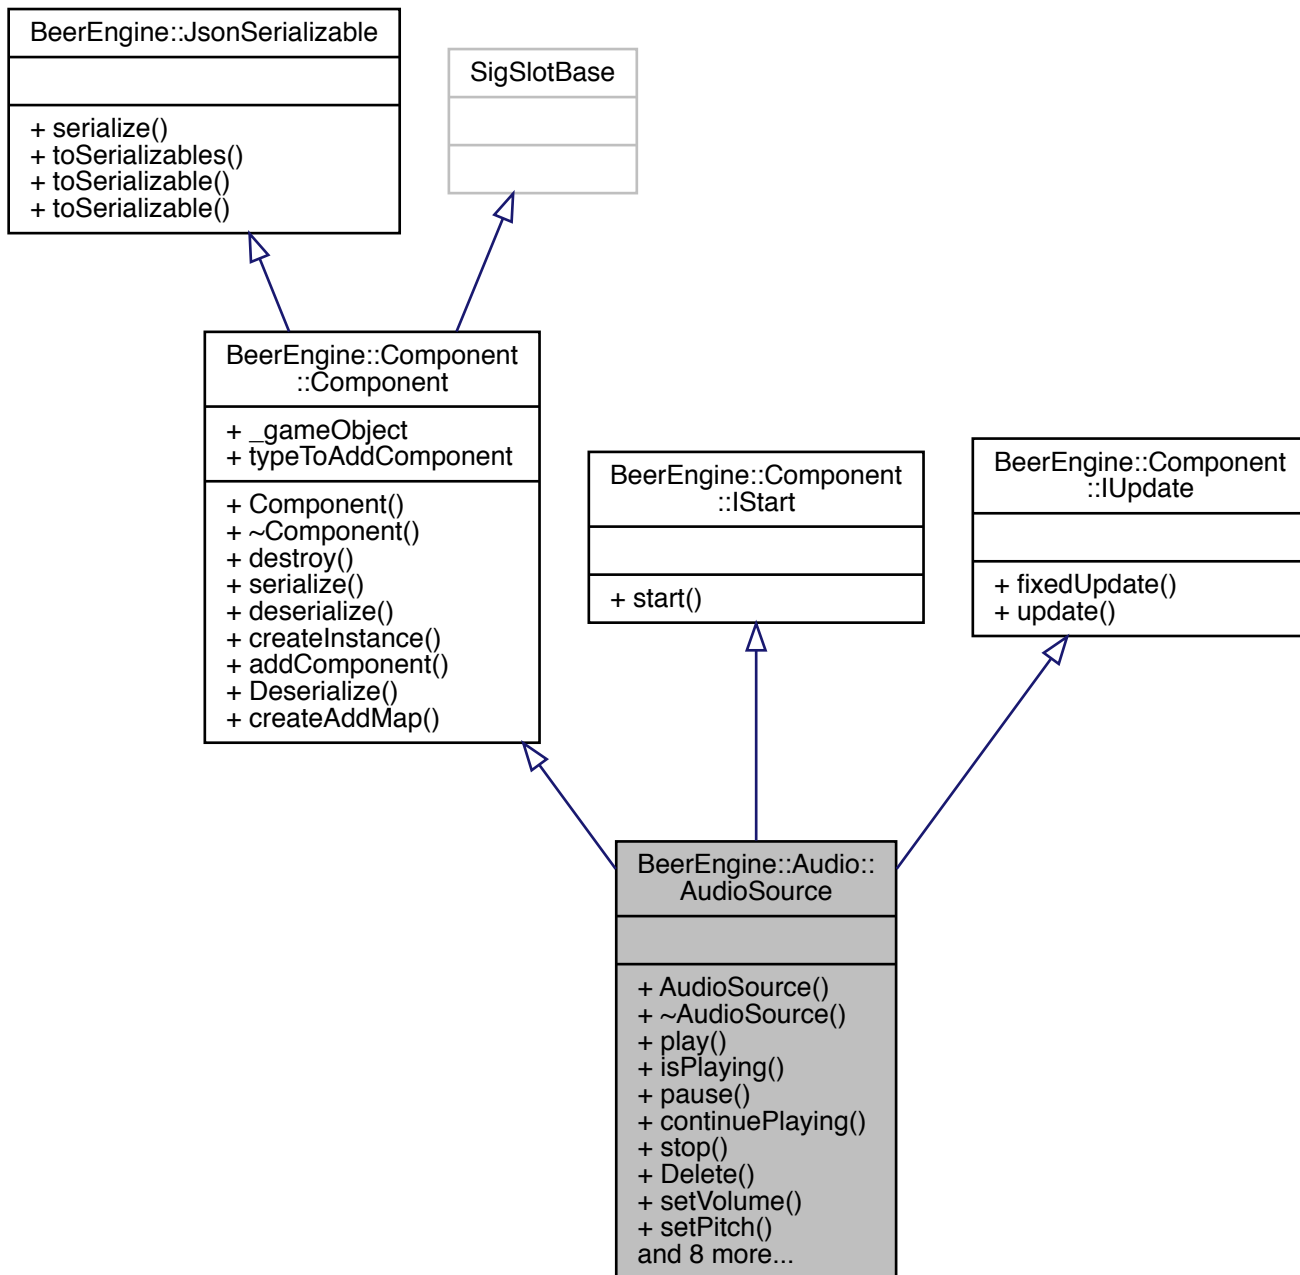 BeerEngine::JsonSerializable
+ serialize()
+ toSerializables()
+ toSerializable()
+ toSerializable()
SigSlotBase
BeerEngine::Component
::Component
+ _gameObject
+ typeToAddComponent
+ Component()
+ ~Component()
+ destroy()
+ serialize()
+ deserialize()
+ createInstance()
+ addComponent()
+ Deserialize()
+ createAddMap()
BeerEngine::Component
::IStart
+ start()
BeerEngine::Component
::IUpdate
+ fixedUpdate()
+ update()
BeerEngine::Audio::
AudioSource
+ AudioSource()
+ ~AudioSource()
+ play()
+ isPlaying()
+ pause()
+ continuePlaying()
+ stop()
+ Delete()
+ setVolume()
+ setPitch()
and 8 more...